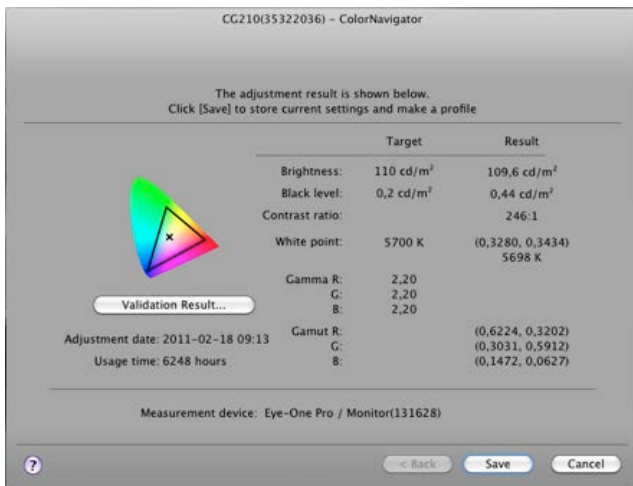 CG210(35322036) - ColorNavigator
The adjustment result is shown below.
Click [Save] to store current settings and make a profile
Target Result
Brightness: 110 cd/m² 109,6 cd/m²
Black level: 0,2 cd/m² 0,44 cd/m²
Contrast ratio: 246:1
White point: 5700 K (0,3280, 0,3434)
5698 K
Gamma R: 2,20
G: 2,20
B: 2,20
Validation Result...
Gamut R: (0,6224, 0,3202)
Adjustment date: 2011-02-18 09:13
G: (0,3031, 0,5912)
Usage time: 6248 hours
B: (0,1472, 0,0627)
Measurement device: Eye-One Pro / Monitor(131628)
? < Back Save Cancel